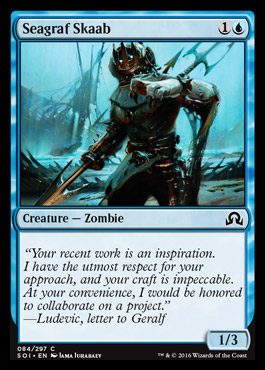 Seagraf Skaab 1
Creature — Zombie
“Your recent work is an inspiration.
I have the utmost respect for your
approach, and your craft is impeccable.
At your convenience, I would be honored
to collaborate on a project.”
—Ludevic, letter to Geralf
1/3
084/297 C
SOI • EN Igma Iurabaev
™ & © 2016 Wizards of the Coast